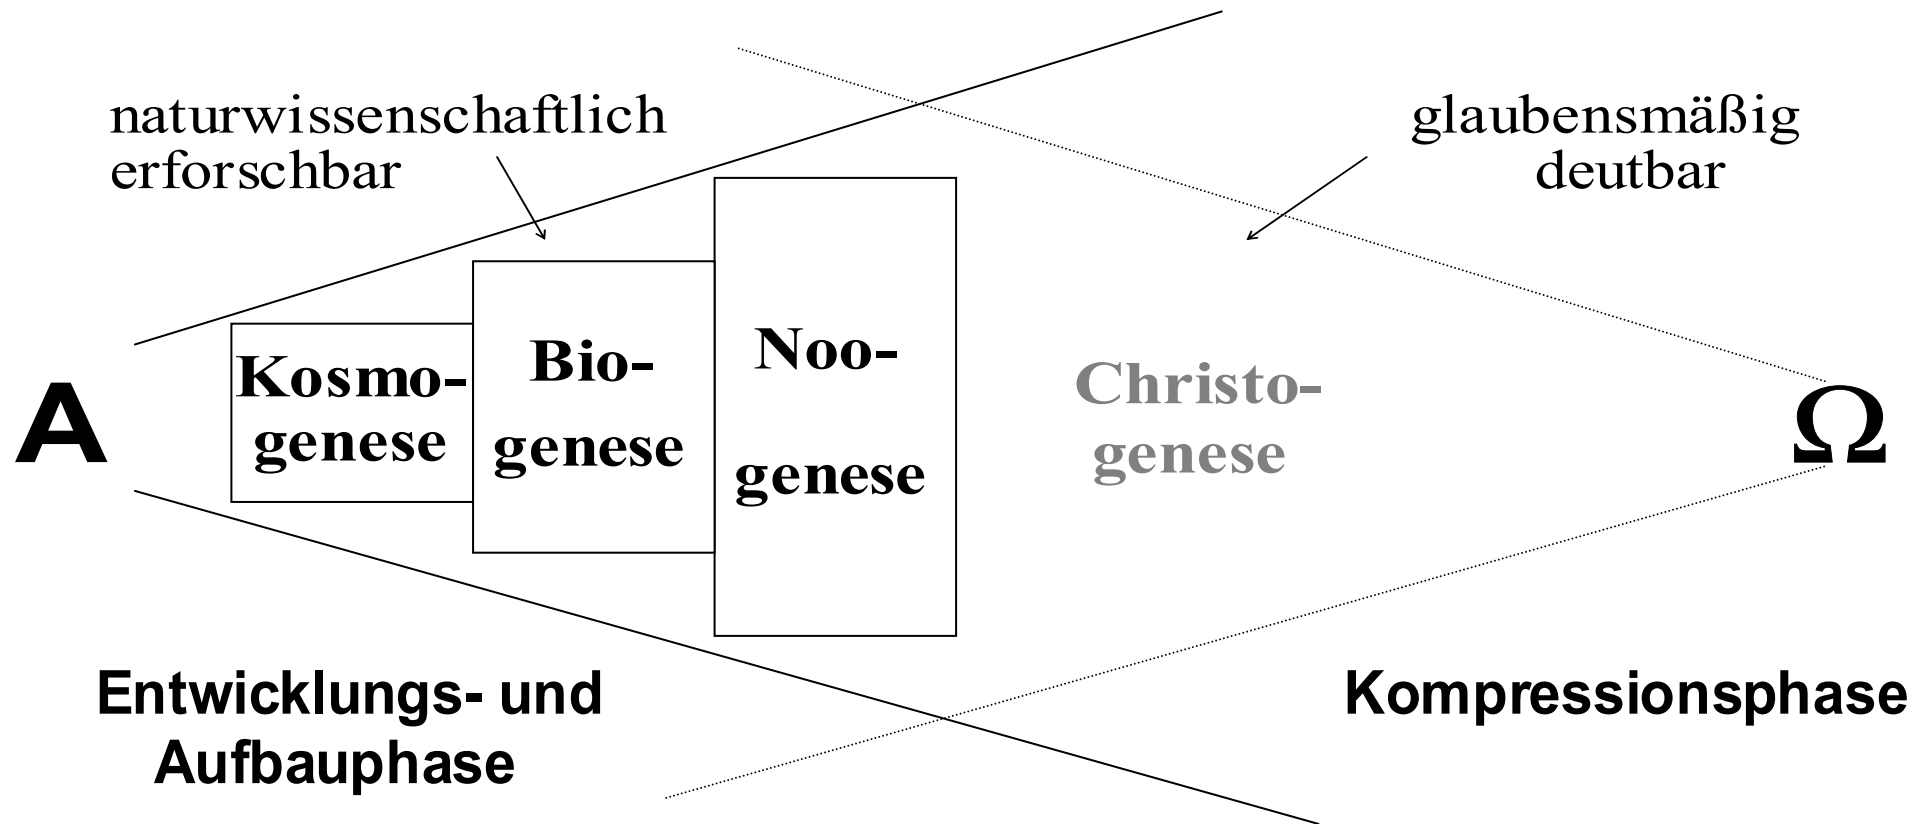 naturwissenschaftlich
erforschbar
glaubensmäßig
deutbar
A
Kosmo-
genese
Bio-
genese
Noo-
genese
Christo-
genese
Ω
Entwicklungs- und
Aufbauphase
Kompressionsphase